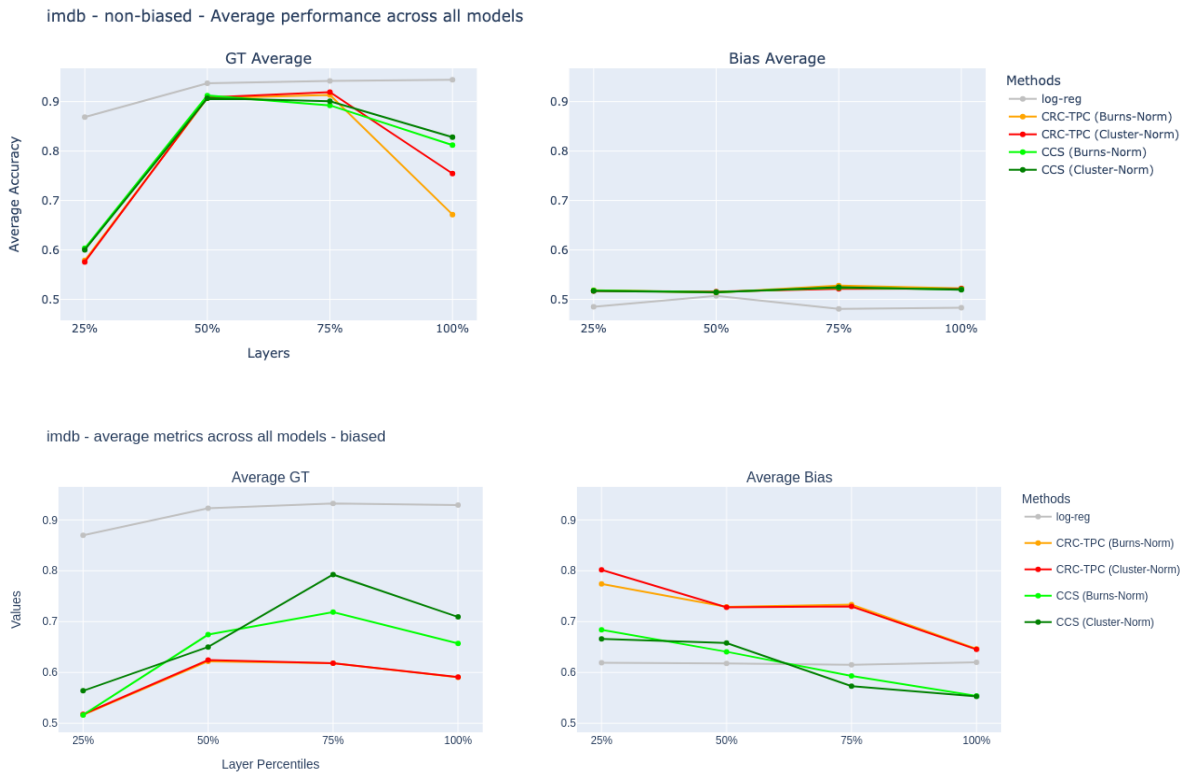 imdb - non-biased - Average performance across all models
GT Average
Bias Average
Methods
log-reg
CRC-TPC (Burns-Norm)
CRC-TPC (Cluster-Norm)
CCS (Burns-Norm)
CCS (Cluster-Norm)
Average Accuracy
0.9
0.8
0.7
0.6
0.5
25%
50%
75%
100%
Layers
0.9
0.8
0.7
0.6
0.5
25%
50%
75%
100%
imdb - average metrics across all models - biased
Average GT
Average Bias
Methods
log-reg
CRC-TPC (Burns-Norm)
CRC-TPC (Cluster-Norm)
CCS (Burns-Norm)
CCS (Cluster-Norm)
Values
0.9
0.8
0.7
0.6
0.5
25%
50%
75%
100%
Layer Percentiles
0.9
0.8
0.7
0.6
0.5
25%
50%
75%
100%